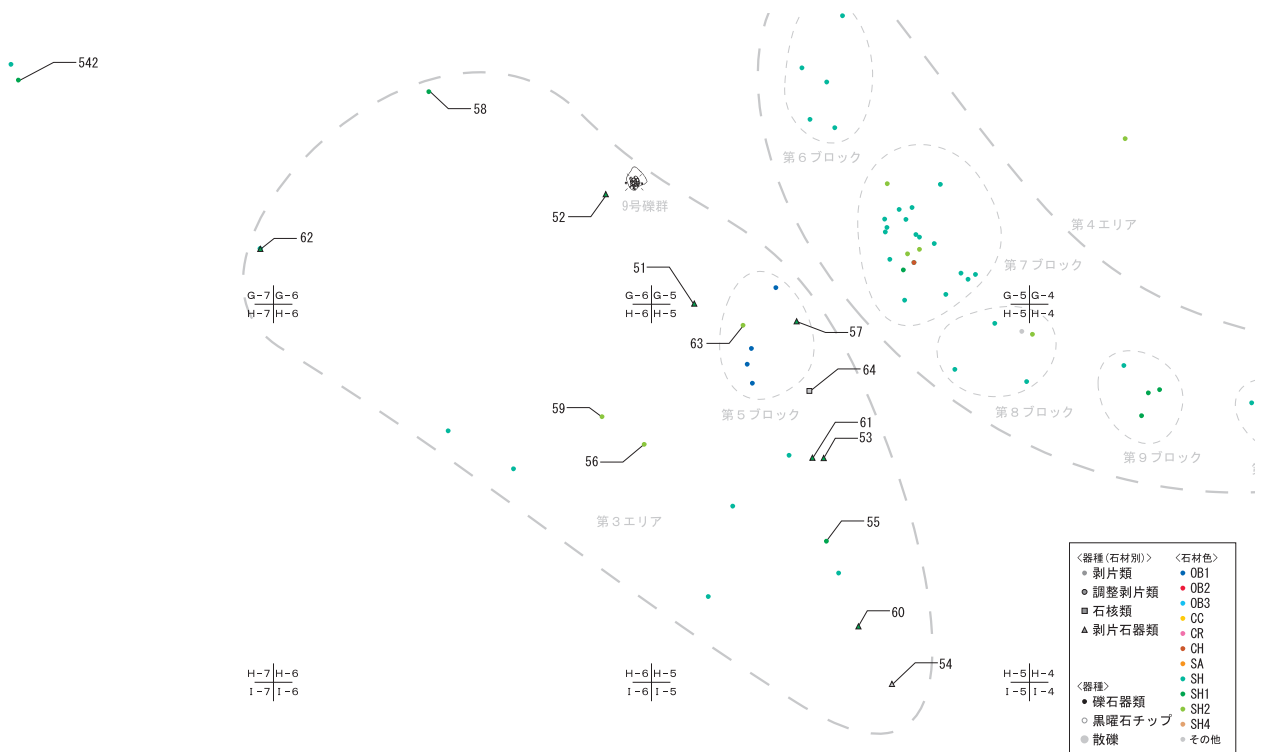 542
58
第６ブロック
52
9号礫群
第４エリア
62
51
第７ブロック
G-7 G-6
H-7 H-6
G-6 G-5
H-6 H-5
G-5 G-4
H-5 H-4
57
63
64
59
第５ブロック
第８ブロック
61
53
56
第９ブロック
第３エリア
55
60
54
H-7 H-6
I-7 I-6
H-6 H-5
I-6 I-5
H-5 H-4
I-5 I-4
〈器種(石材別)〉
剥片類
調整剥片類
石核類
剥片石器類
〈器種〉
礫石器類
黒曜石チップ
散礫
〈石材色〉
OB1
OB2
OB3
CC
CR
CH
SA
SH
SH1
SH2
SH4
その他